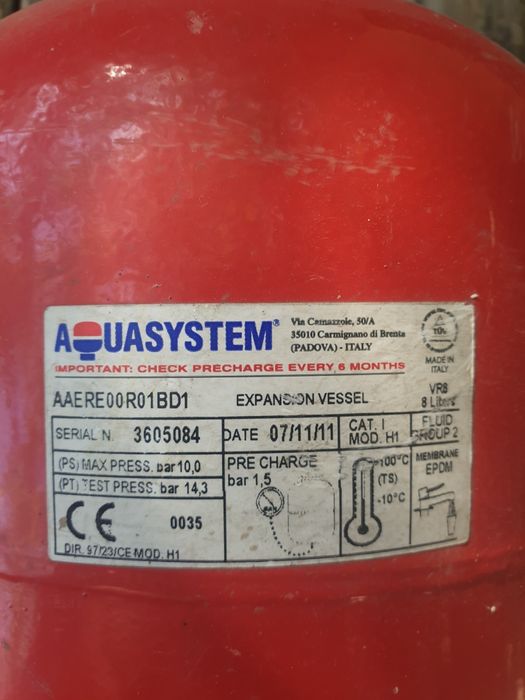 AQUASYSTEM®
Via Camazzole, 50/A
35010 Carmignano di Brenta
(PADOVA) - ITALY
TÜV
MADE IN
ITALY
IMPORTANT: CHECK PRECHARGE EVERY 6 MONTHS
AAERE00R01BD1
EXPANSION VESSEL
VR8
8 Liters
SERIAL N. 3605084
DATE 07/11/11
CAT. I
MOD. H1
FLUID
GROUP 2
(PS) MAX PRESS. bar 10,0
(PT) TEST PRESS. bar 14,3
PRE CHARGE
bar 1,5
+100°C
(TS)
-10°C
MEMBRANE
EPDM
CE 0035
DIR. 97/23/CE MOD. H1